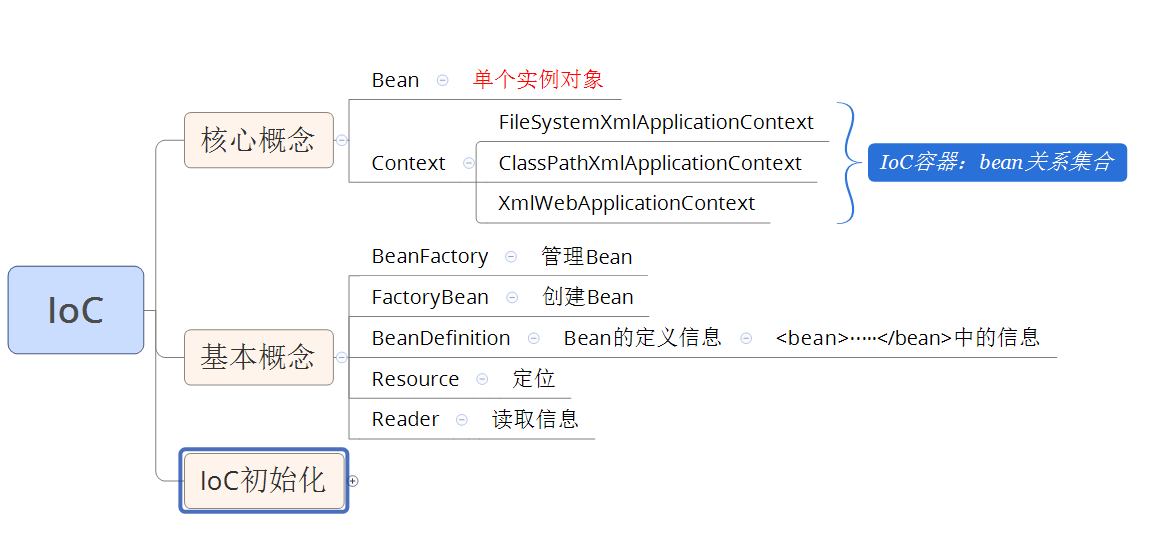 IoC
核心概念
Bean
单个实例对象
Context
FileSystemXmlApplicationContext
ClassPathXmlApplicationContext
XmlWebApplicationContext
IoC容器：bean关系集合
基本概念
BeanFactory
管理Bean
FactoryBean
创建Bean
BeanDefinition
Bean的定义信息
<bean>·····</bean>中的信息
Resource
定位
Reader
读取信息
IoC初始化